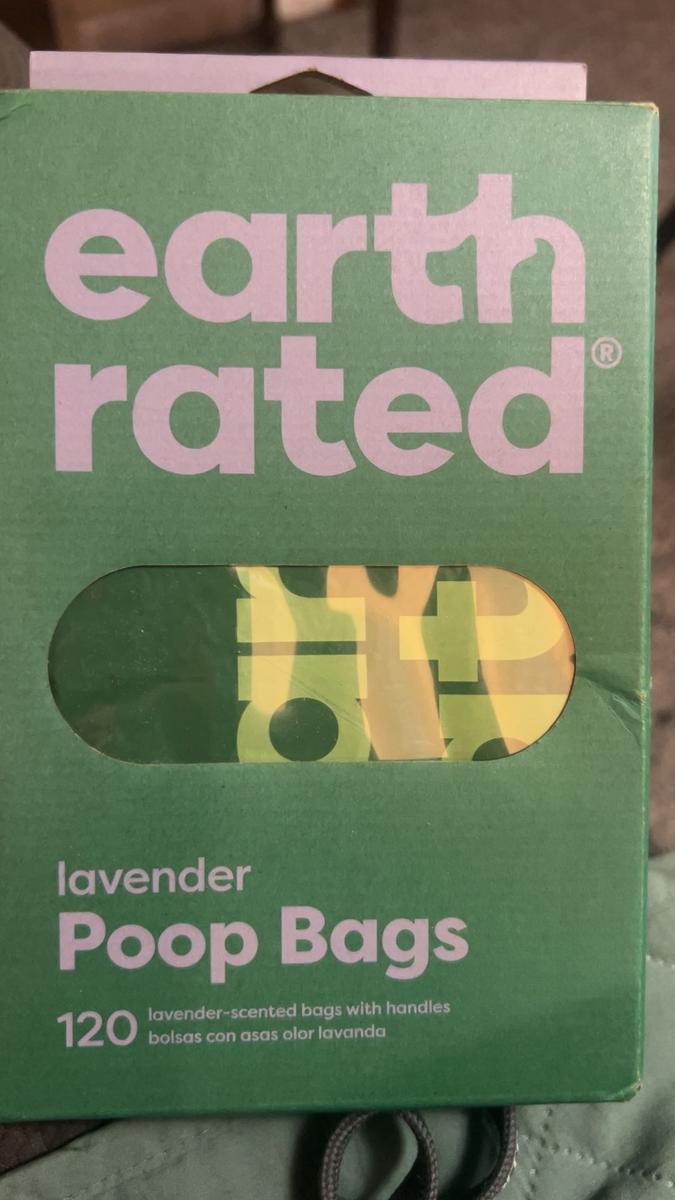 earth
rated®
lavender
Poop Bags
120 lavender-scented bags with handles
bolsas con asas olor lavanda